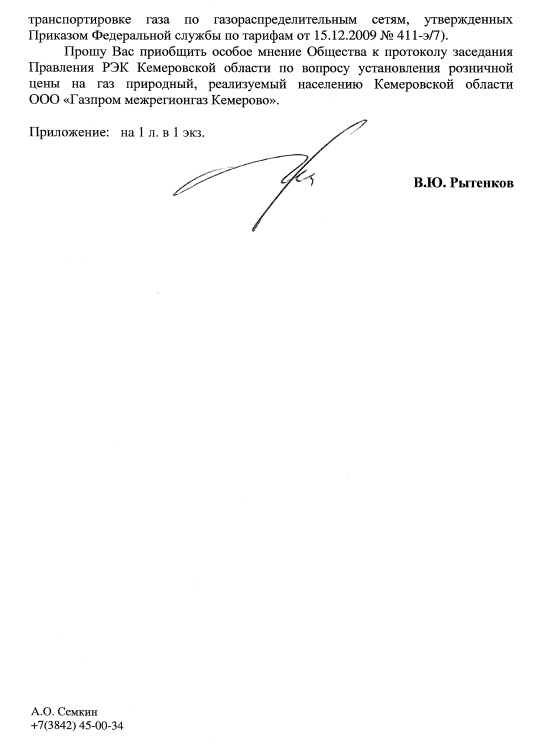 транспортировке газа по газораспределительным сетям, утвержденных
Приказом Федеральной службы по тарифам от 15.12.2009 № 411-э/7).
Прошу Вас приобщить особое мнение Общества к протоколу заседания
Правления РЭК Кемеровской области по вопросу установления розничной
цены на газ природный, реализуемый населению Кемеровской области
ООО «Газпром межрегионгаз Кемерово».
Приложение: на 1 л. в 1 экз.
В.Ю. Рытенков
А.О. Семкин
+7(3842) 45-00-34